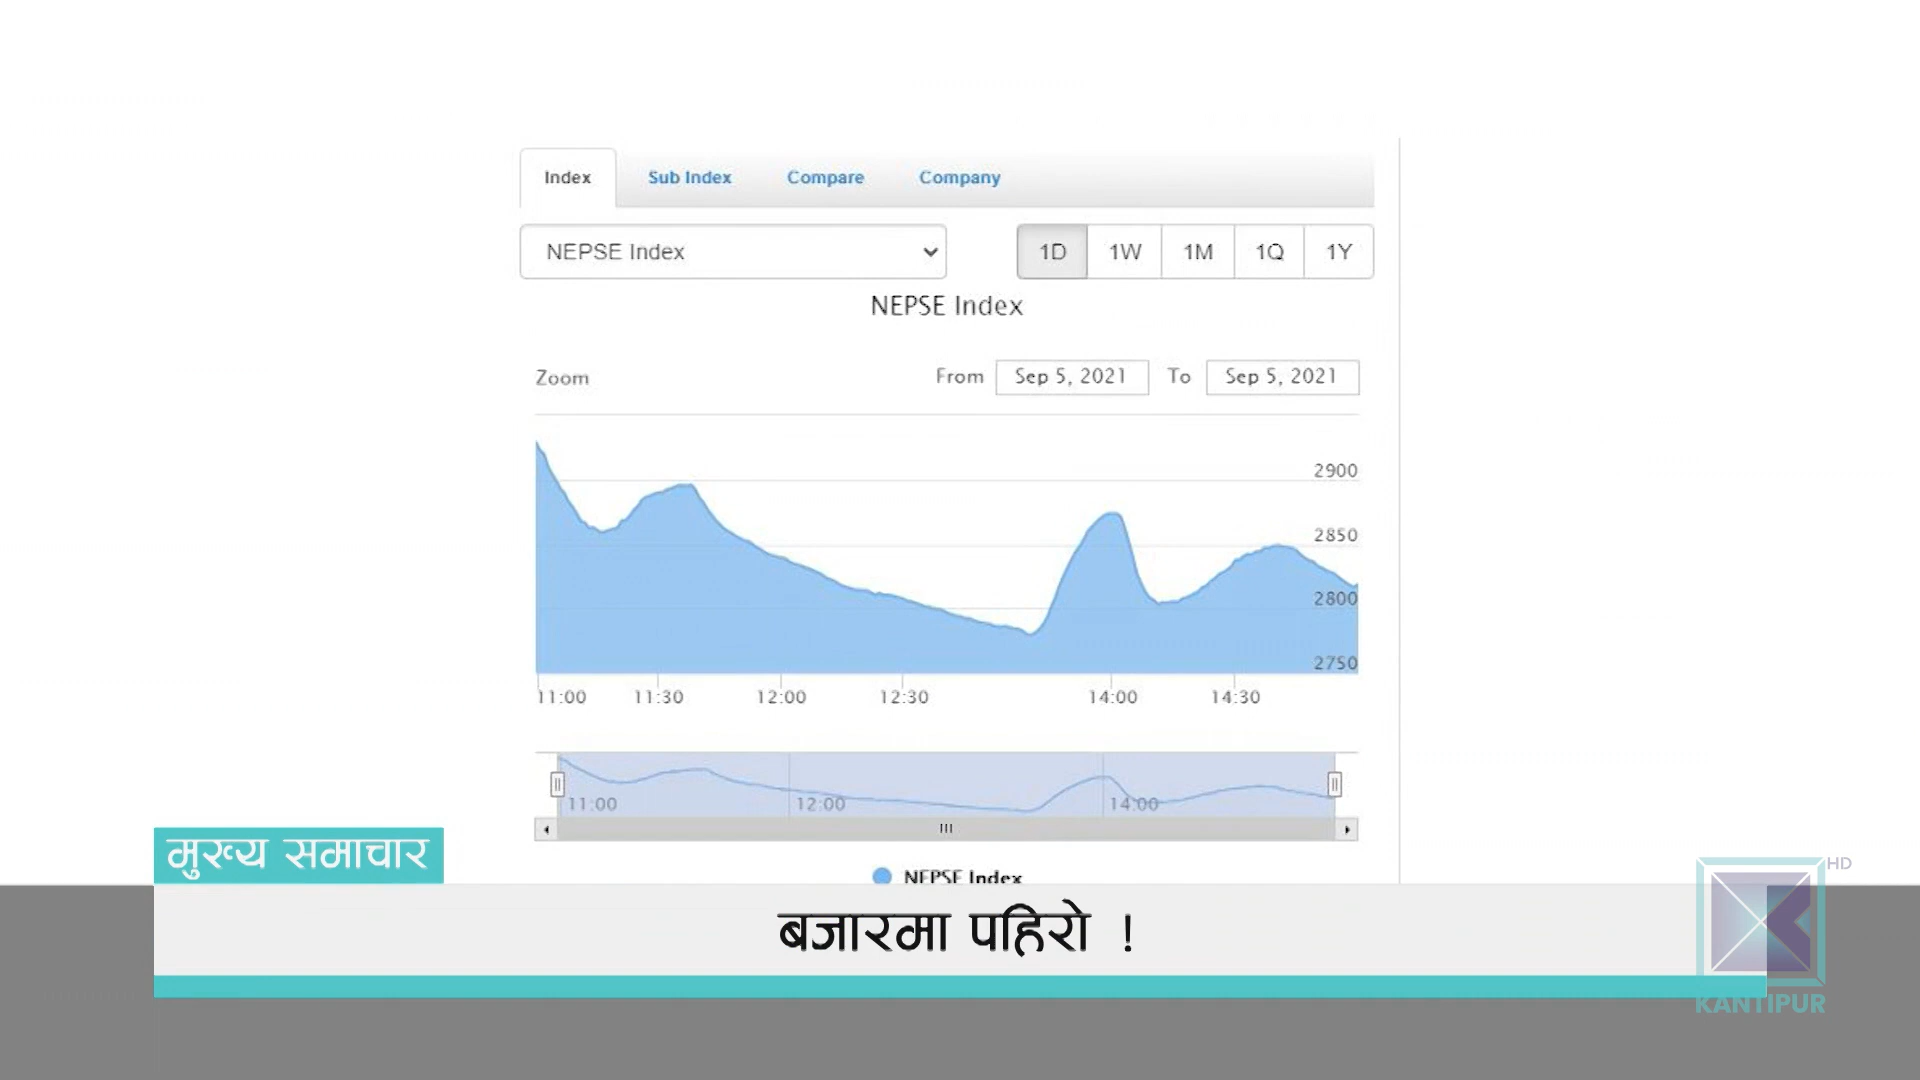 Index Sub Index Compare Company
NEPSE Index 1D 1W 1M 1Q 1Y
NEPSE Index
Zoom From Sep 5, 2021 To Sep 5, 2021
2900
2850
2800
2750
11:00 11:30 12:00 12:30 14:00 14:30
11:00 12:00 14:00
NEPSE Index
मुख्य समाचार
बजारमा पहिरो !
HD
KANTIPUR